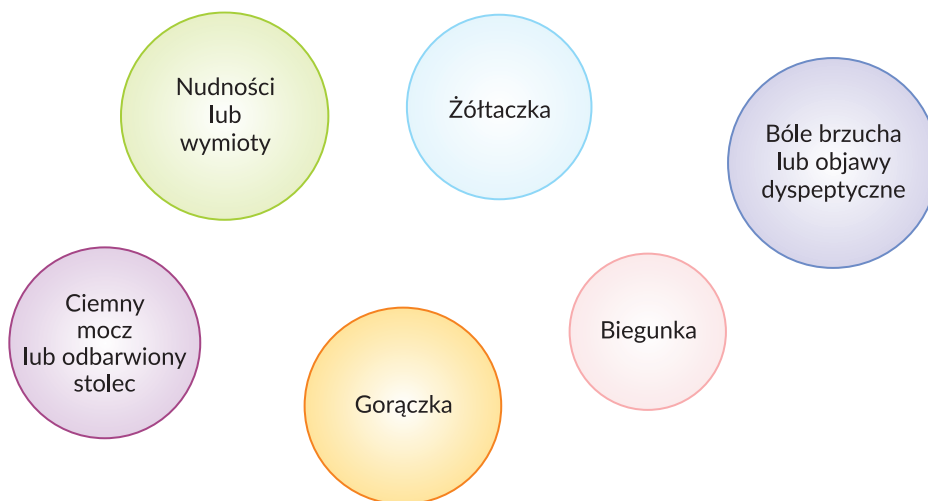 Nudności
lub
wymioty
Żółtaczka
Bóle brzucha
lub objawy
dyspeptyczne
Ciemny
mocz
lub odbarwiony
stolec
Gorączka
Biegunka